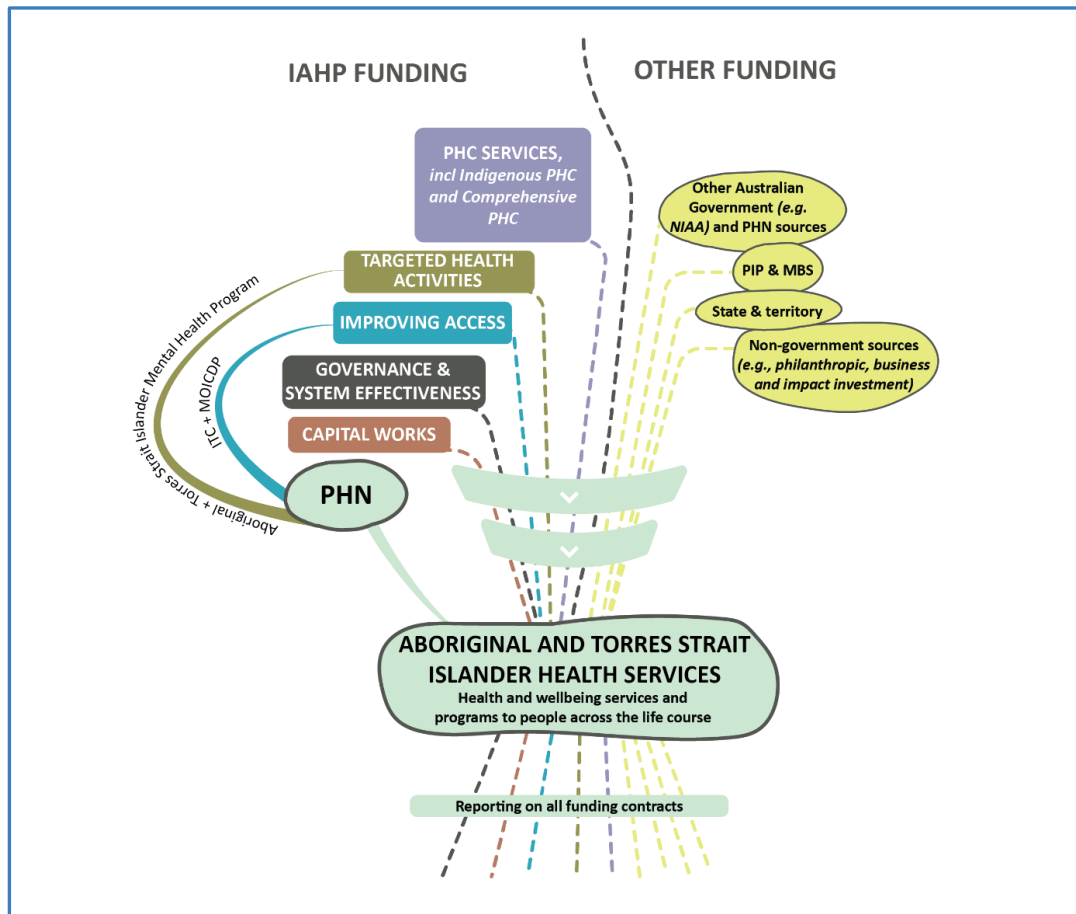 IAHP FUNDING
OTHER FUNDING
PHC SERVICES,
incl Indigenous PHC
and Comprehensive
PHC
TARGETED HEALTH
ACTIVITIES
IMPROVING ACCESS
GOVERNANCE &
SYSTEM EFFECTIVENESS
CAPITAL WORKS
Aboriginal + Torres Strait Islander Mental Health Program
ITC + MOICDP
PHN
Other Australian
Government (e.g.
NIAA) and PHN sources
PIP & MBS
State & territory
Non-government sources
(e.g., philanthropic, business
and impact investment)
ABORIGINAL AND TORRES STRAIT
ISLANDER HEALTH SERVICES
Health and wellbeing services and
programs to people across the life course
Reporting on all funding contracts